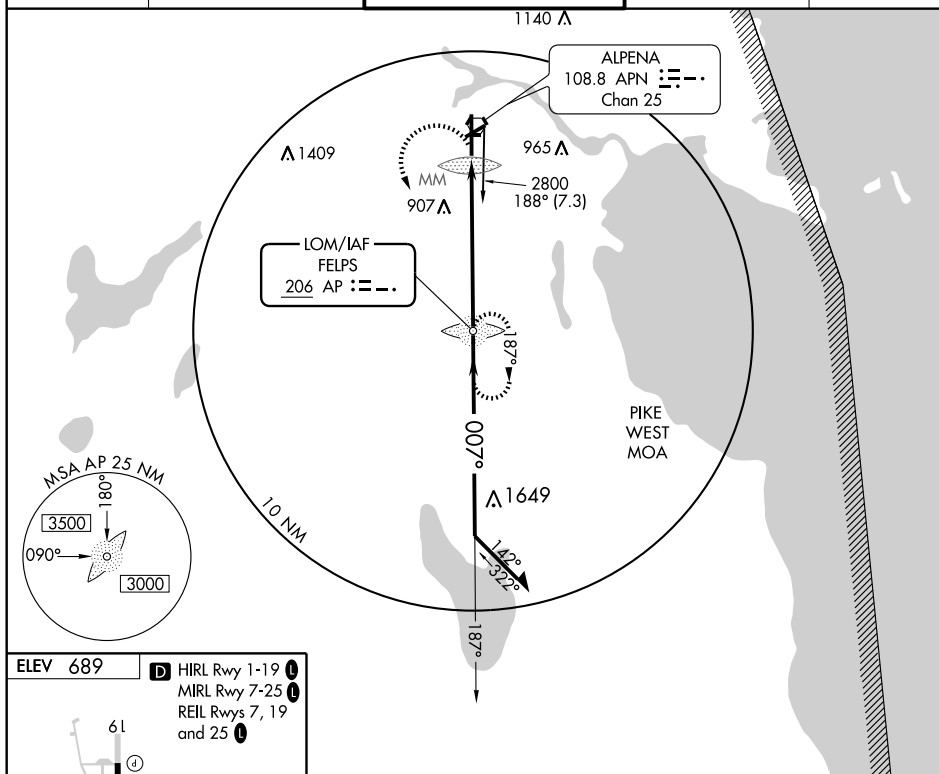 1140
ALPENA
108.8 APN
Chan 25
1409
965
MM
2800
188° (7.3)
907
LOM/IAF
FELPS
206 AP
187°
PIKE
WEST
MOA
007°
1649
10 NM
142°
322°
187°
MSA AP 25 NM
180°
3500
090°
3000
ELEV 689
D HIRL Rwy 1-19 L
MIRL Rwy 7-25 L
REIL Rwys 7, 19
and 25 L
19
P